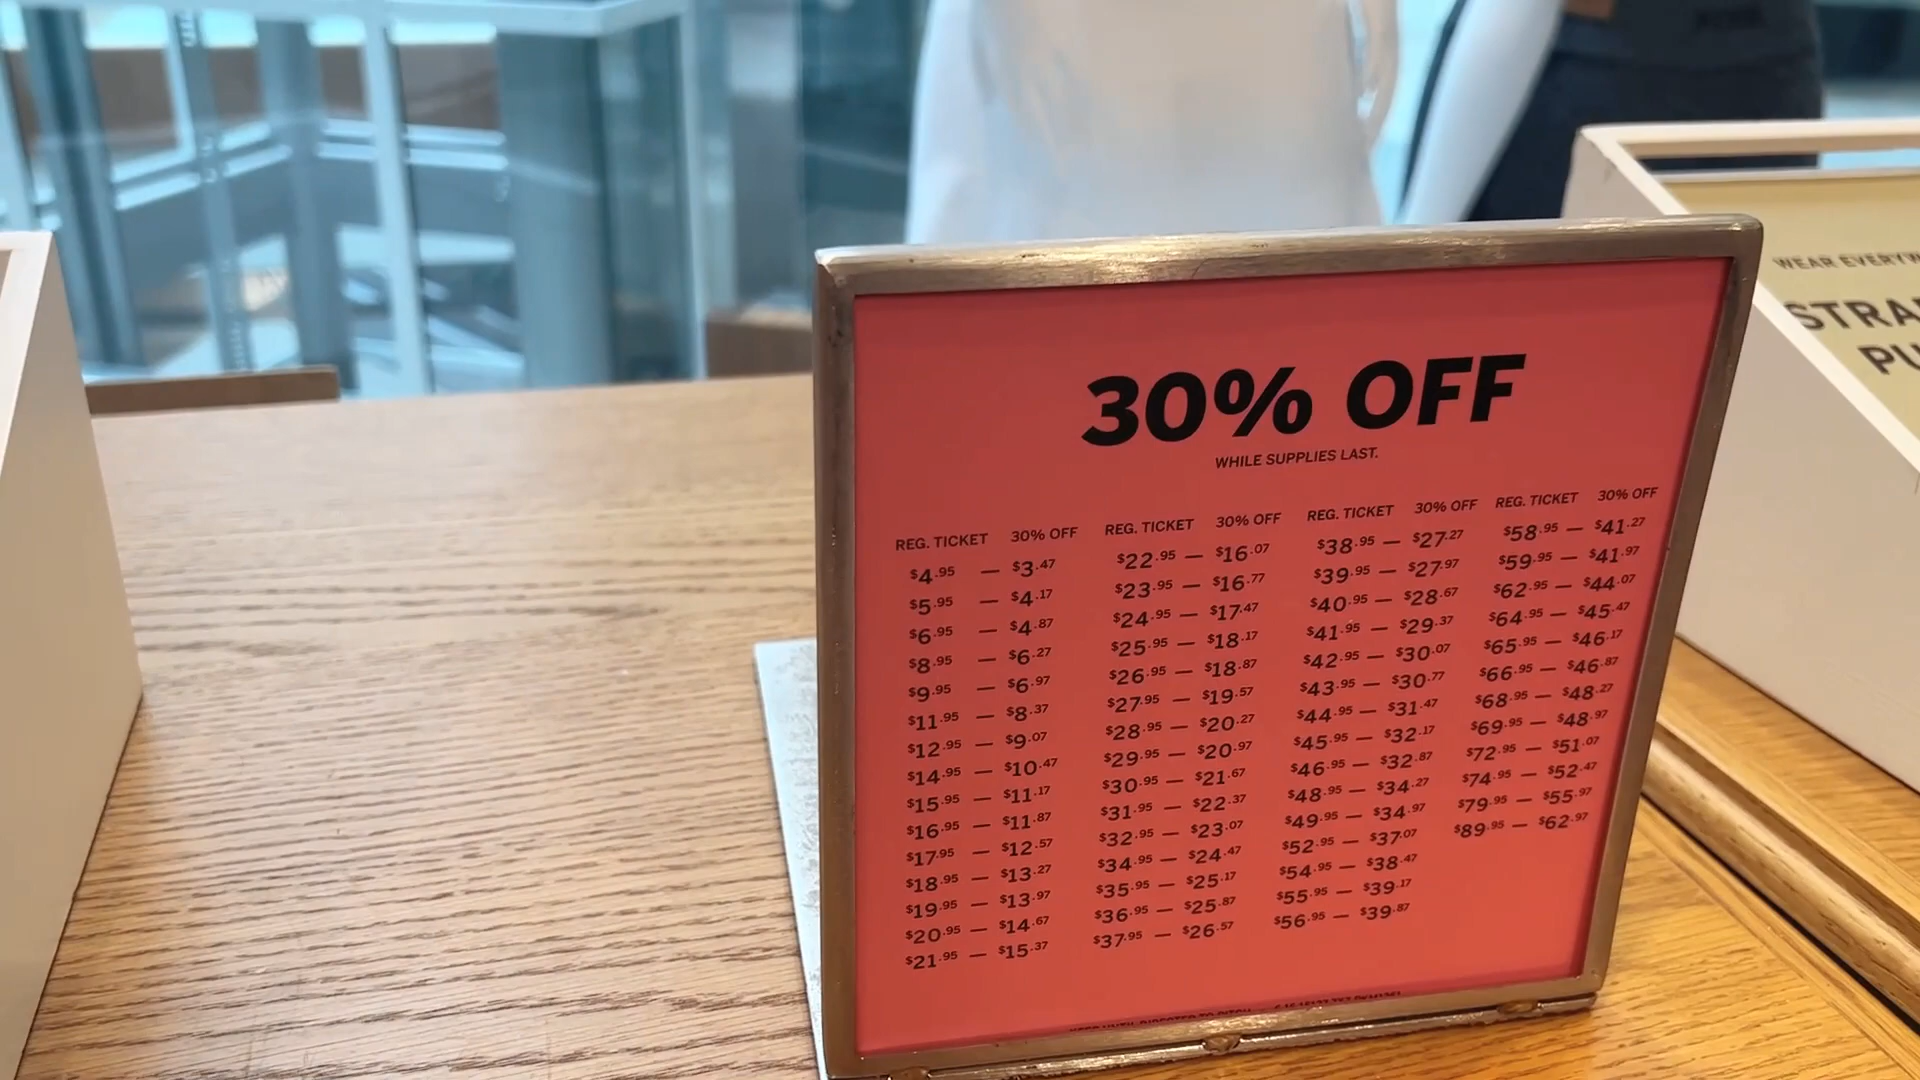 30% OFF
WHILE SUPPLIES LAST.
REG. TICKET 30% OFF
$4.95 — $3.47
$5.95 — $4.17
$6.95 — $4.87
$8.95 — $6.27
$9.95 — $6.97
$11.95 — $8.37
$12.95 — $9.07
$14.95 — $10.47
$15.95 — $11.17
$16.95 — $11.87
$17.95 — $12.57
$18.95 — $13.27
$19.95 — $13.97
$20.95 — $14.67
$21.95 — $15.37
REG. TICKET 30% OFF
$22.95 — $16.07
$23.95 — $16.77
$24.95 — $17.47
$25.95 — $18.17
$26.95 — $18.87
$27.95 — $19.57
$28.95 — $20.27
$29.95 — $20.97
$30.95 — $21.67
$31.95 — $22.37
$32.95 — $23.07
$34.95 — $24.47
$35.95 — $25.17
$36.95 — $25.87
$37.95 — $26.57
REG. TICKET 30% OFF
$38.95 — $27.27
$39.95 — $27.97
$40.95 — $28.67
$41.95 — $29.37
$42.95 — $30.07
$43.95 — $30.77
$44.95 — $31.47
$45.95 — $32.17
$46.95 — $32.87
$48.95 — $34.27
$49.95 — $34.97
$52.95 — $37.07
$54.95 — $38.47
$55.95 — $39.17
$56.95 — $39.87
REG. TICKET 30% OFF
$58.95 — $41.27
$59.95 — $41.97
$62.95 — $44.07
$64.95 — $45.47
$65.95 — $46.17
$66.95 — $46.87
$68.95 — $48.27
$69.95 — $48.97
$72.95 — $51.07
$74.95 — $52.47
$79.95 — $55.97
$89.95 — $62.97
WEAR